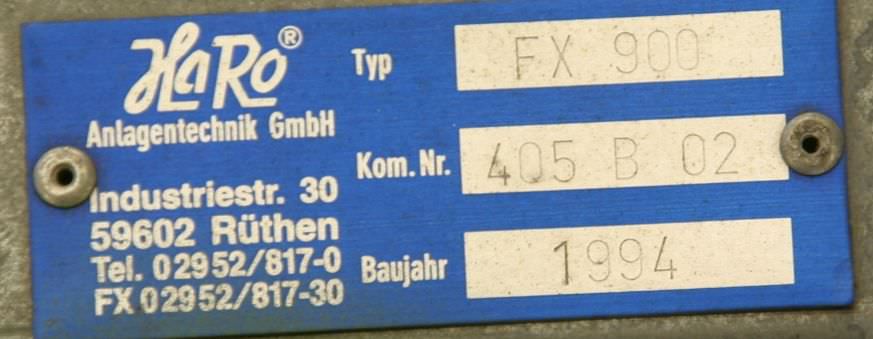 HaRo®
Anlagentechnik GmbH
Industriestr. 30
59602 Rüthen
Tel. 02952/817-0
FX 02952/817-30
Typ FX 900
Kom.Nr. 405 B 02
Baujahr 1994